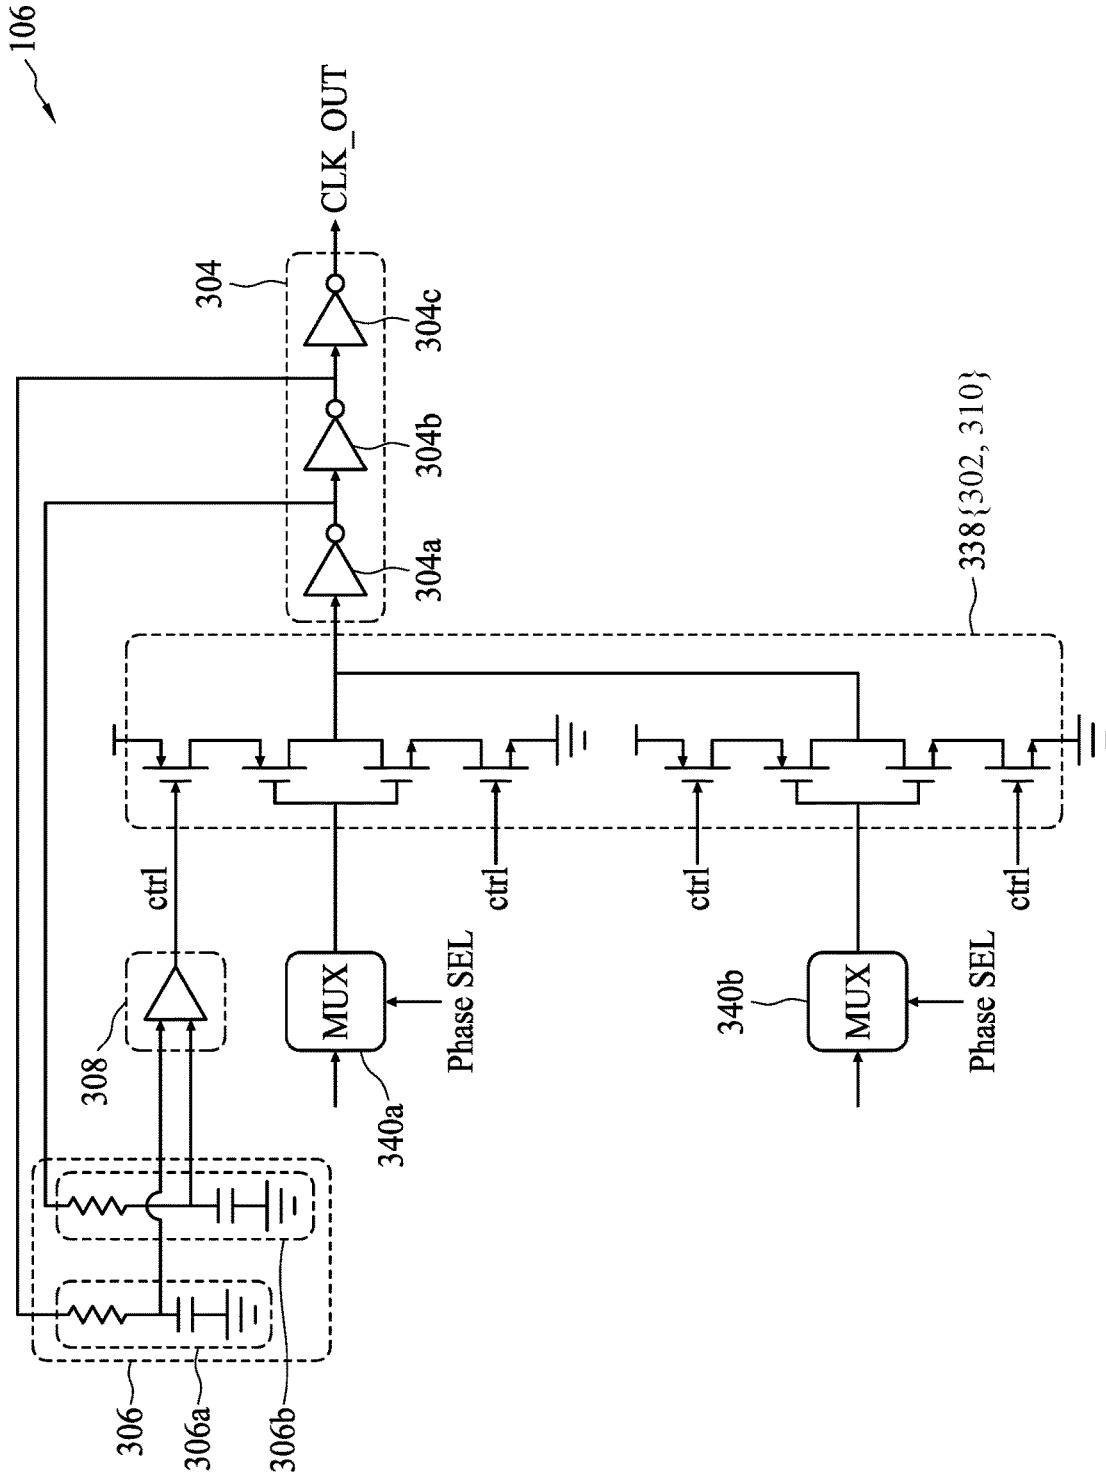 106
CLK_OUT
304
304c
304b
304a
338{302, 310}
ctrl
ctrl
ctrl
ctrl
308
MUX
Phase SEL
340a
340b
MUX
Phase SEL
306
306a
306b